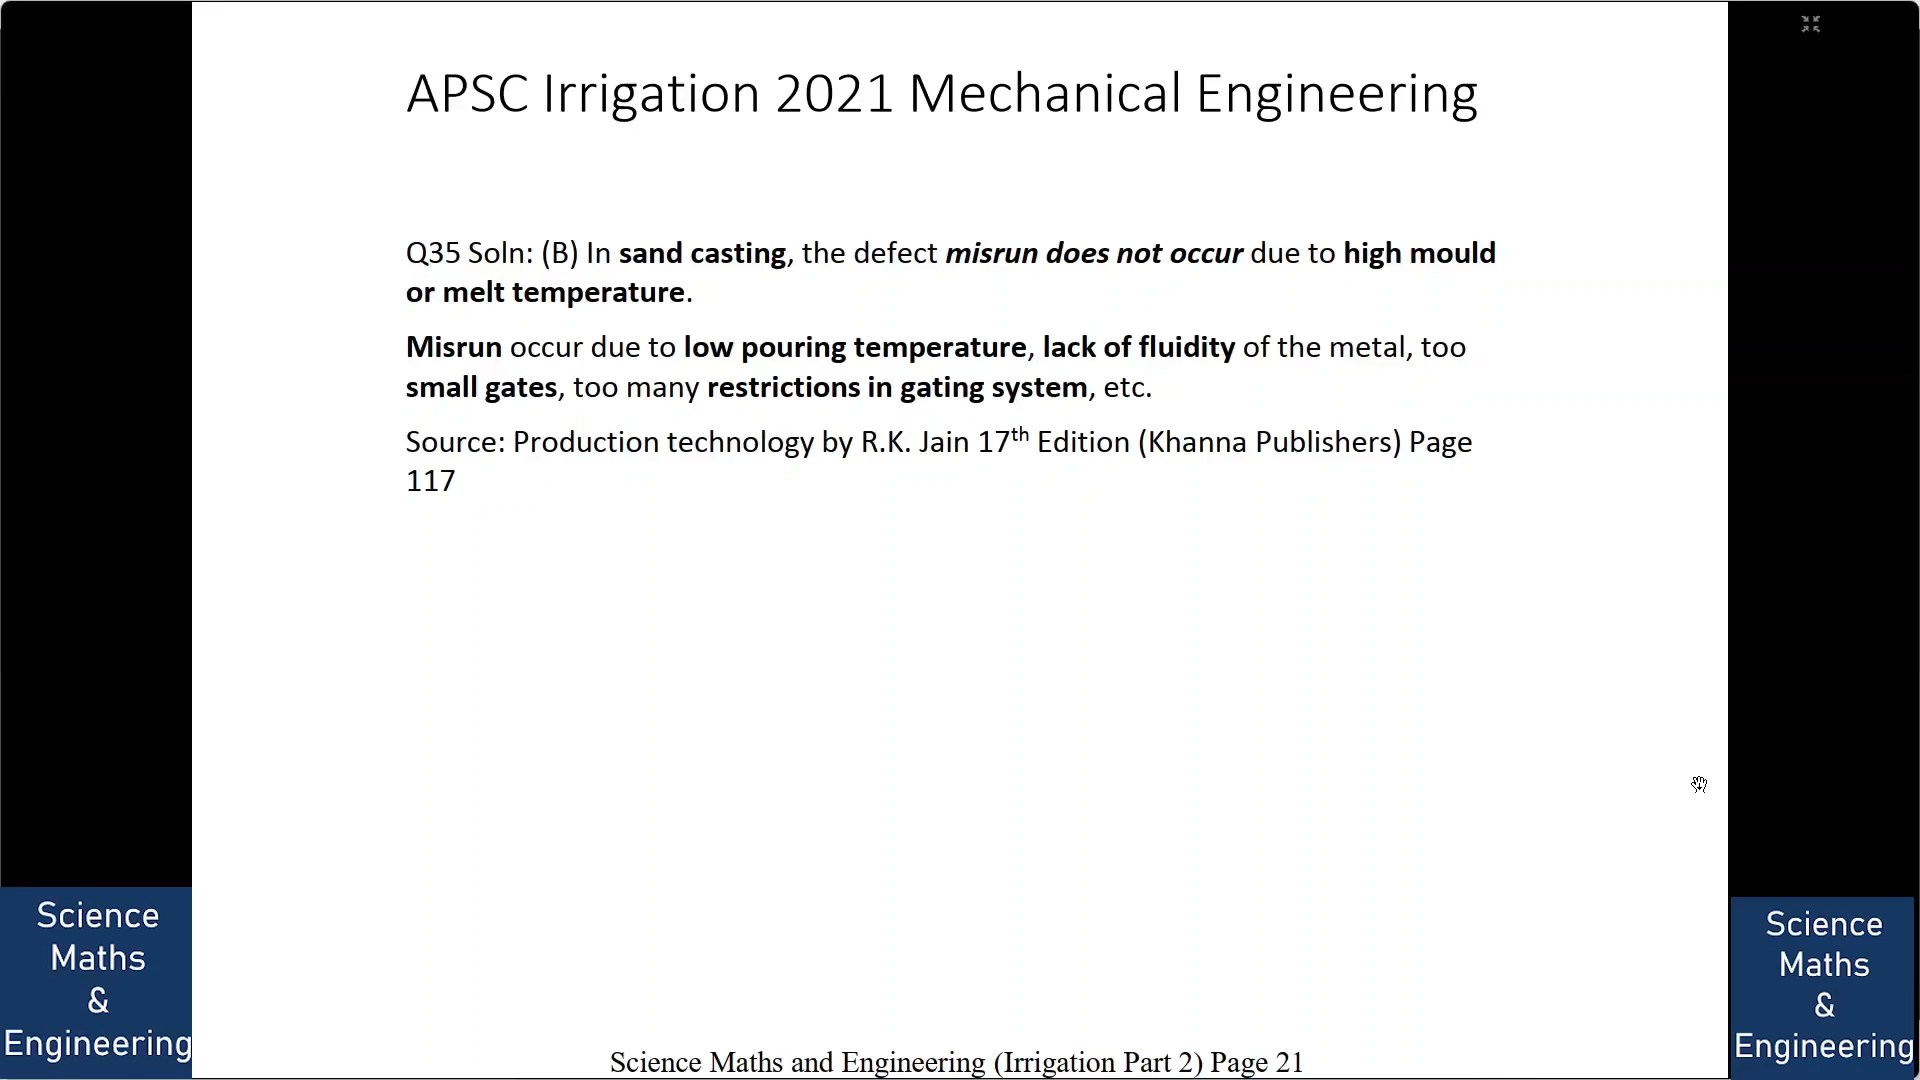 APSC Irrigation 2021 Mechanical Engineering
Q35 Soln: (B) In sand casting, the defect misrun does not occur due to high mould
or melt temperature.
Misrun occur due to low pouring temperature, lack of fluidity of the metal, too
small gates, too many restrictions in gating system, etc.
Source: Production technology by R.K. Jain 17th Edition (Khanna Publishers) Page
117
Science
Maths
&
Engineering
Science
Maths
&
Engineering
Science Maths and Engineering (Irrigation Part 2) Page 21